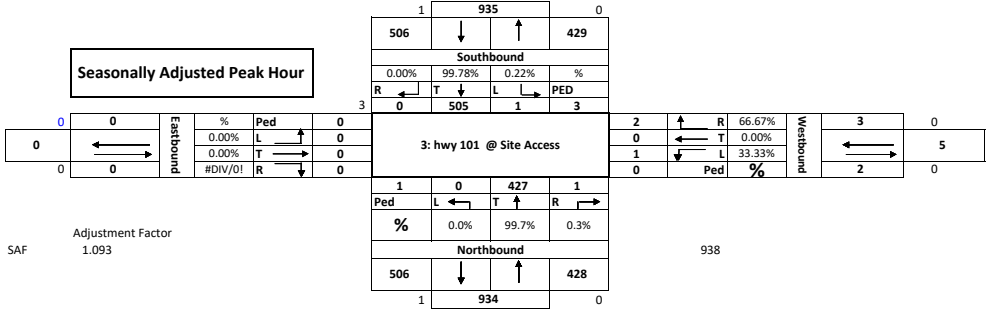 1 935 0
506 429
Southbound
Seasonally Adjusted Peak Hour
0.00% 99.78% 0.22% %
R T L PED
3 0 505 1 3
0 0 Eastbound % Ped 0 3: hwy 101 @ Site Access 2 R 66.67% Westbound 3 0
0 0.00% L 0 0 T 0.00% 5
0.00% T 0 1 L 33.33%
0 0 #DIV/0! R 0 0 Ped % 2 0
1 0 427 1
Ped L T R
% 0.0% 99.7% 0.3%
Adjustment Factor
SAF 1.093 Northbound 938
506 428
1 934 0